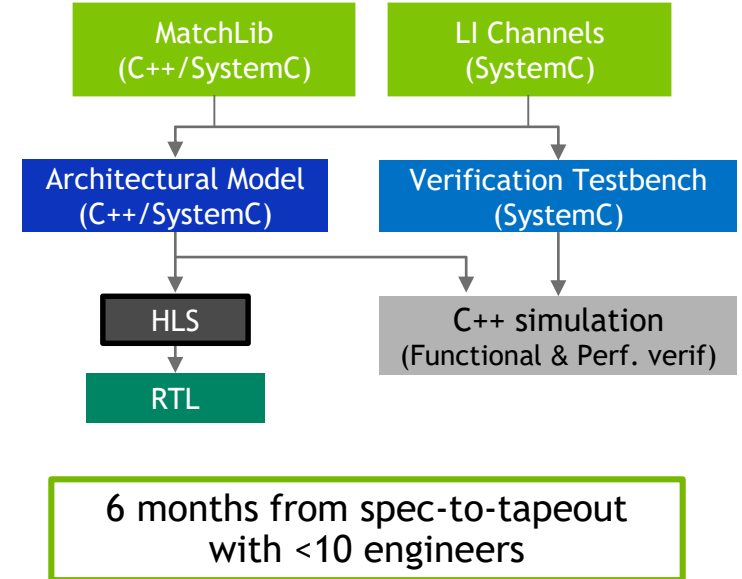 MatchLib
(C++/SystemC)
LI Channels
(SystemC)
Architectural Model
(C++/SystemC)
Verification Testbench
(SystemC)
HLS
C++ simulation
(Functional & Perf. verif)
RTL
6 months from spec-to-tapeout
with <10 engineers